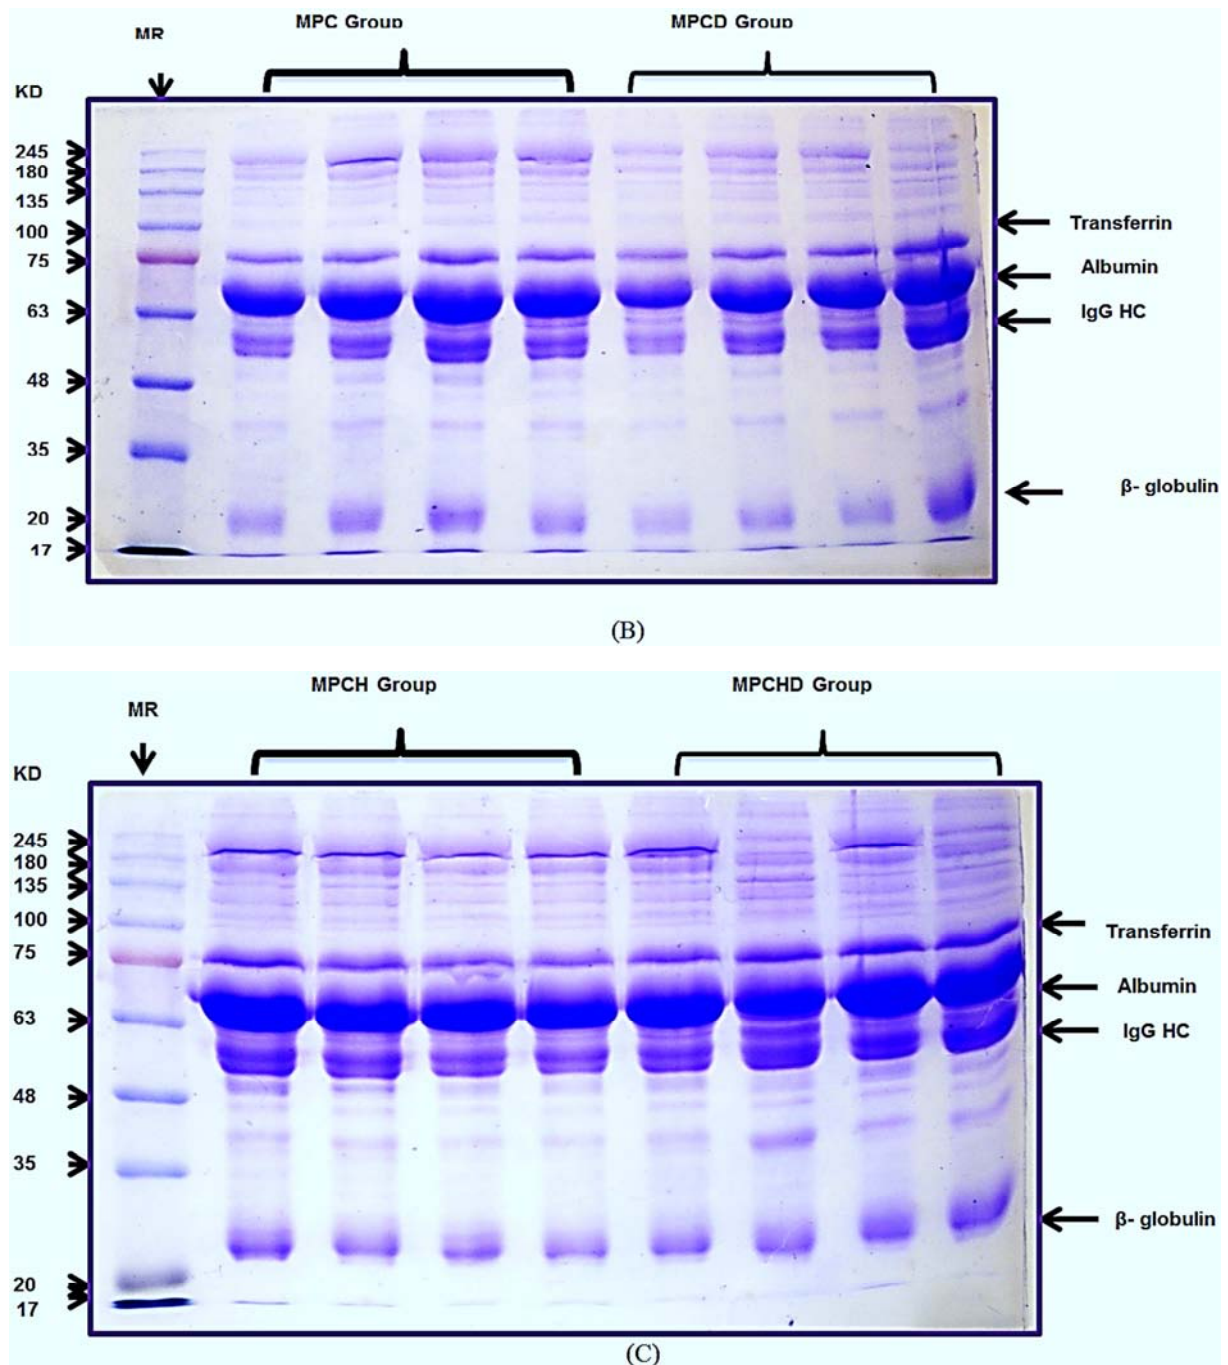 MPC Group
MPCD Group
MR
KD
245
180
135
100
75
63
48
35
20
17
Transferrin
Albumin
IgG HC
β- globulin
(B)
MPCH Group
MPCHD Group
MR
KD
245
180
135
100
75
63
48
35
20
17
Transferrin
Albumin
IgG HC
β- globulin
(C)